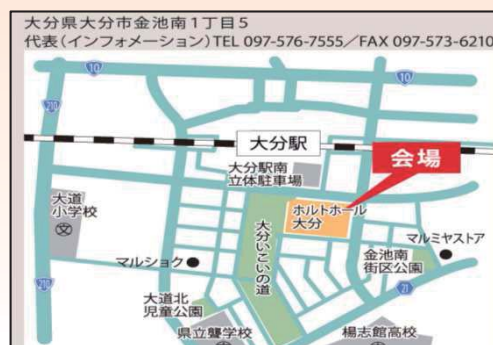 大分県大分市金池南1丁目5
代表(インフォメーション)TEL 097-576-7555/FAX 097-573-6210
10
10
210
大分駅
会場
大分駅南
立体駐車場
大道
小学校
文
ホルトホール
大分
大分いこいの道
マルミヤストア
金池南
街区公園
マルショク
210
21
大道北
児童公園
県立聾学校
楊志館高校